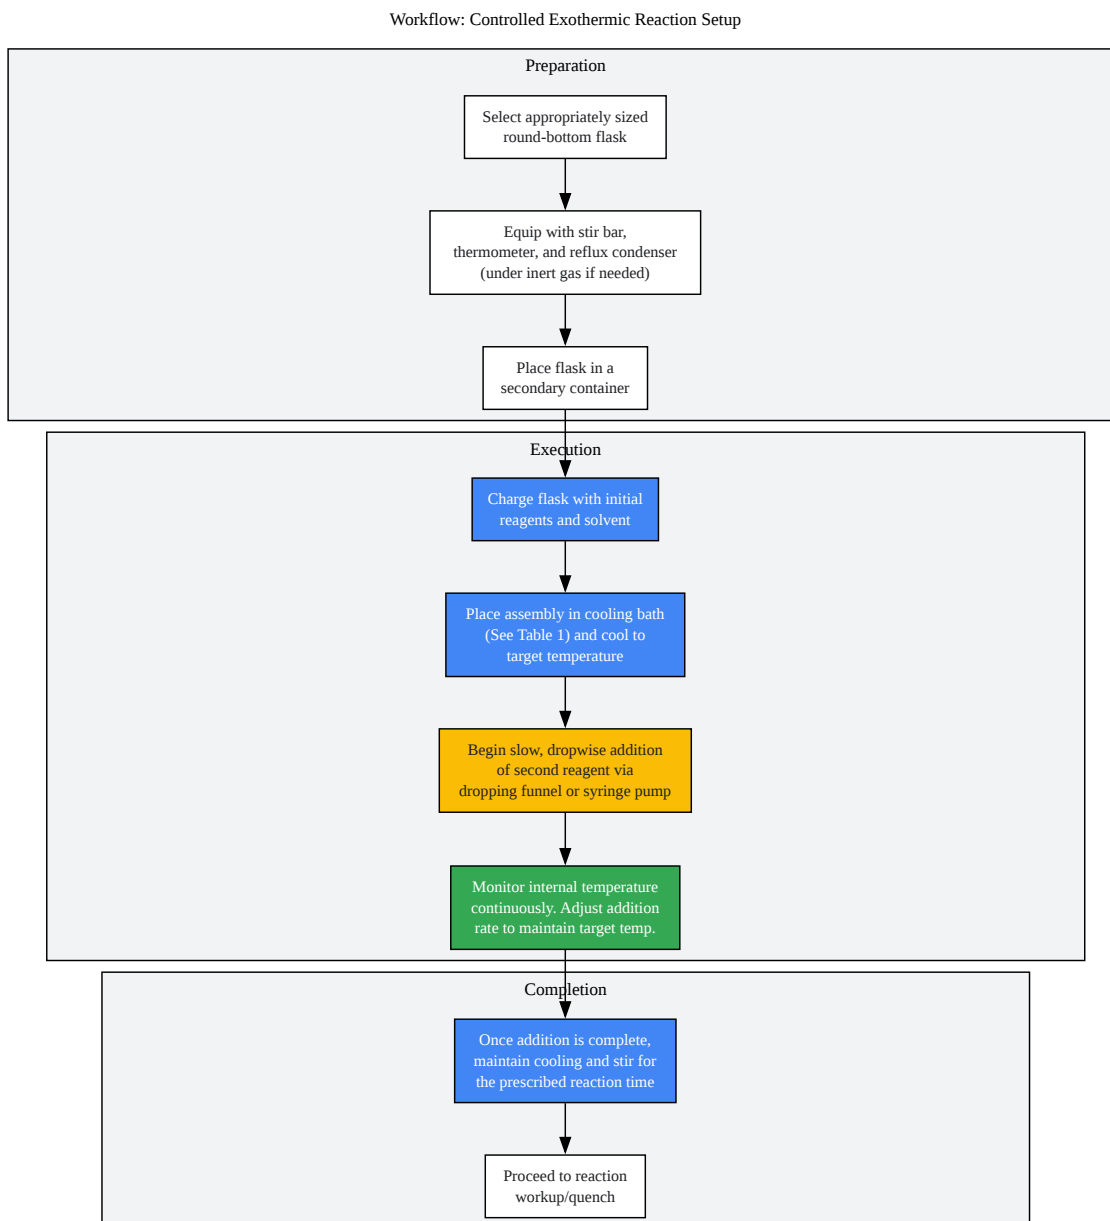 Workflow: Controlled Exothermic Reaction Setup
Preparation
Select appropriately sized
round-bottom flask
Equip with stir bar,
thermometer, and reflux condenser
(under inert gas if needed)
Place flask in a
secondary container
Execution
Charge flask with initial
reagents and solvent
Place assembly in cooling bath
(See Table 1) and cool to
target temperature
Begin slow, dropwise addition
of second reagent via
dropping funnel or syringe pump
Monitor internal temperature
continuously. Adjust addition
rate to maintain target temp.
Completion
Once addition is complete,
maintain cooling and stir for
the prescribed reaction time
Proceed to reaction
workup/quench